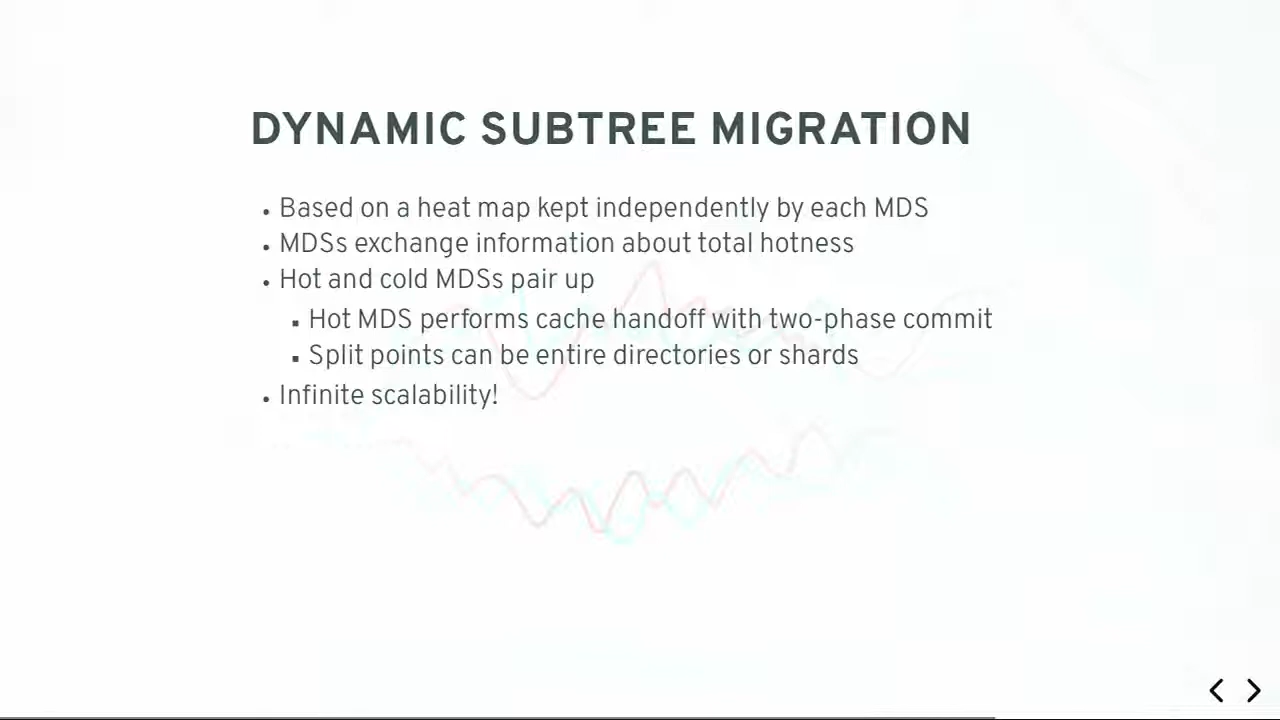 DYNAMIC SUBTREE MIGRATION
Based on a heat map kept independently by each MDS
MDSs exchange information about total hotness
Hot and cold MDSs pair up
Hot MDS performs cache handoff with two-phase commit
Split points can be entire directories or shards
Infinite scalability!